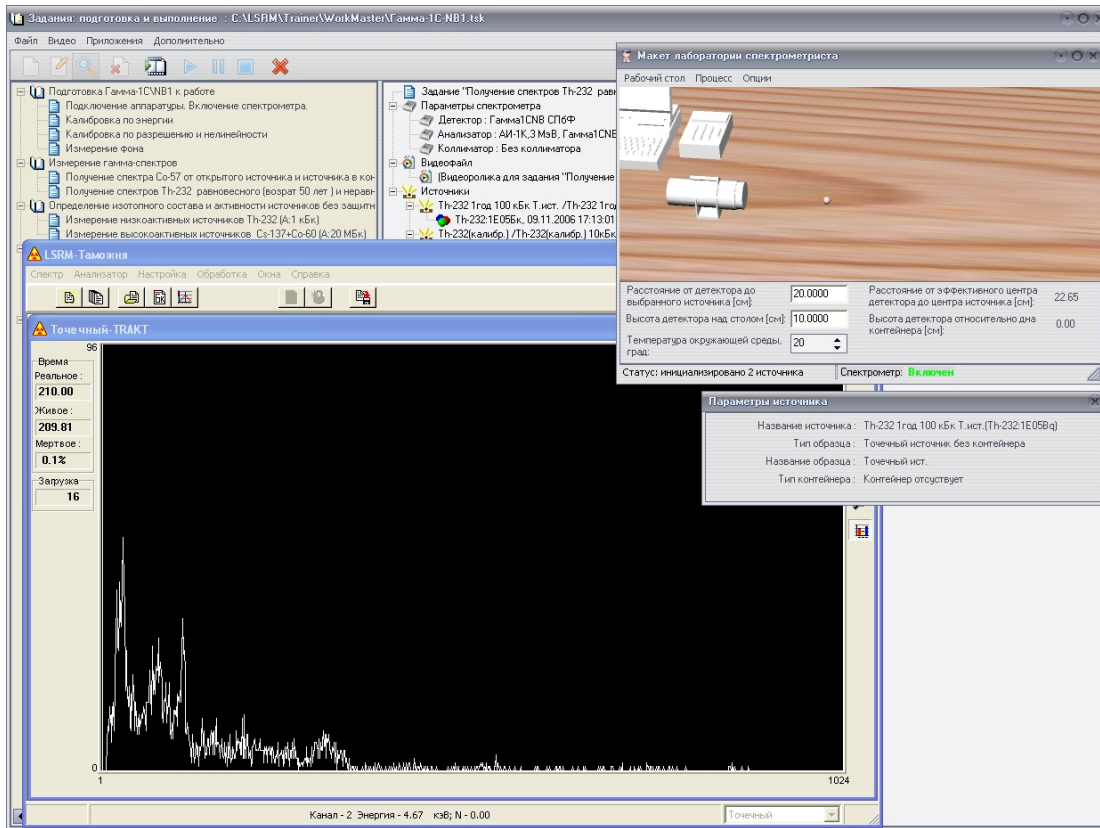 Задания: подготовка и выполнение : C:\LSRM\Trainer\WorkMaster\Гамма-1С-NB1.tsk
Файл Видео Приложения Дополнительно
Подготовка Гамма-1С\NB1 к работе
Подключение аппаратуры. Включение спектрометра.
Калибровка по энергии
Калибровка по разрешению и нелинейности
Измерение фона
Измерение гамма-спектров
Получение спектра Co-57 от открытого источника и источника в кон
Получение спектров Th-232 равновесного (возрат 50 лет ) и неравн
Определение изотопного состава и активности источников без защитн
Измерение низкоактивных источников Th-232 (А:1 кБк)
Измерение высокоактивных источников Cs-137+Co-60 (А:20 МБк)
Задание "Получение спектров Th-232 рав
Параметры спектрометра
Детектор : Гамма1CNB СПбФ
Анализатор : АИ-1К,3 МэВ, Гамма1CNB
Коллиматор : Без коллиматора
Видеофайл
(Видеоролика для задания "Получение
Источники
Th-232 1год 100 кБк Т.ист. /Th-232 1год
Th-232:1E05Бк, 09.11.2006 17:13:01
Th-232(калибр.) /Th-232(калибр.) 10кБк
Макет лаборатории спектрометриста
Рабочий стол Процесс Опции
Расстояние от детектора до выбранного источника [см]: 20.0000
Расстояние от эффективного центра детектора до центра источника [см]: 22.65
Высота детектора над столом [см]: 10.0000
Высота детектора относительно дна контейнера [см]: 0.00
Температура окружающей среды, град: 20
Статус: инициализировано 2 источника
Спектрометр: Включен
Параметры источника
Название источника : Th-232 1год 100 кБк Т.ист.(Th-232:1E05Bq)
Тип образца : Точечный источник без контейнера
Название образца : Точечный ист.
Тип контейнера : Контейнер отсуствует
LSRM-Таможня
Спектр Анализатор Настройка Обработка Окна Справка
Точечный-TRAKT
Время
Реальное :
210.00
Живое :
209.81
Мертвое :
0.1%
Загрузка
16
96
0
1
1024
Канал - 2 Энергия - 4.67 кэВ; N - 0.00
Точечный